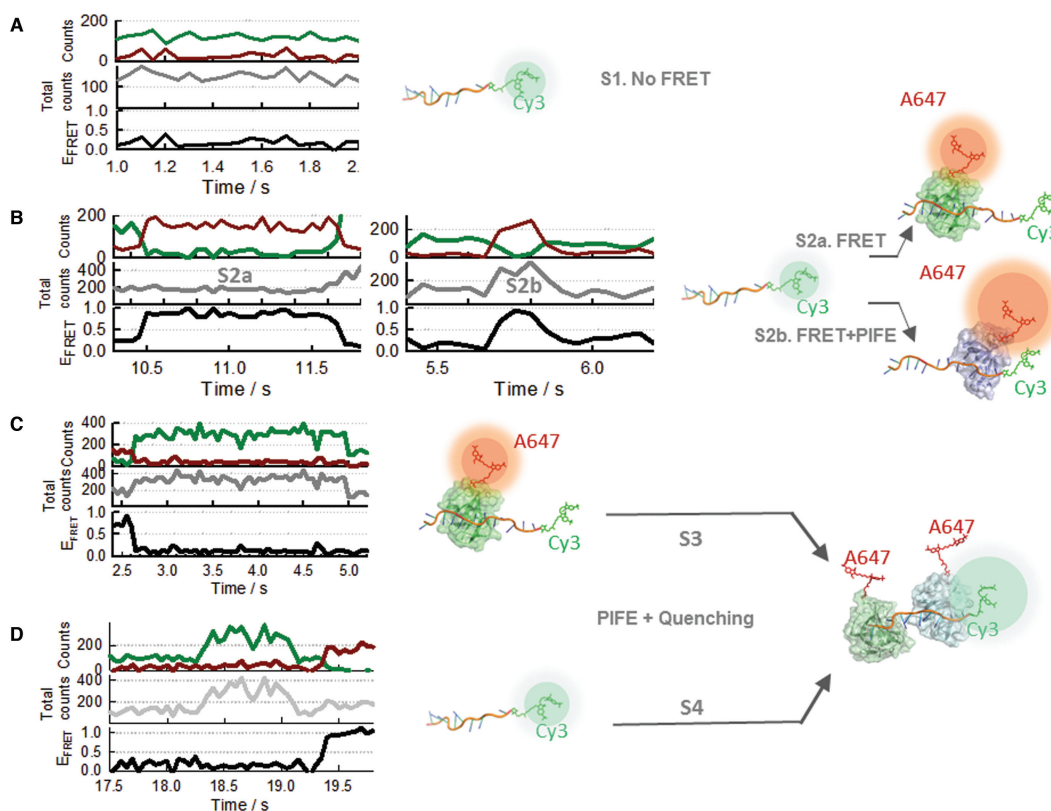 A
200
0
Counts
100
Total
counts
1.0
0.5
0.0
EFRET
1.0 1.2 1.4 1.6 1.8 2.
Time / s
Cy3
S1. No FRET
B
200
0
Counts
400
200
Total
counts
S2a
1.0
0.5
0.0
EFRET
10.5 11.0 11.5
Time / s
200
0
S2b
1.0
0.5
0.0
5.5 6.0
Time / s
A647
Cy3
S2a. FRET
Cy3
A647
S2b. FRET+PIFE
Cy3
C
400
200
0
Counts
400
200
Total
counts
1.0
0.5
0.0
EFRET
2.5 3.0 3.5 4.0 4.5 5.0
Time / s
A647
Cy3
S3
A647
A647
Cy3
PIFE + Quenching
D
200
0
Counts
400
200
Total
counts
1.0
0.5
0.0
EFRET
17.5 18.0 18.5 19.0 19.5
Time / s
Cy3
S4